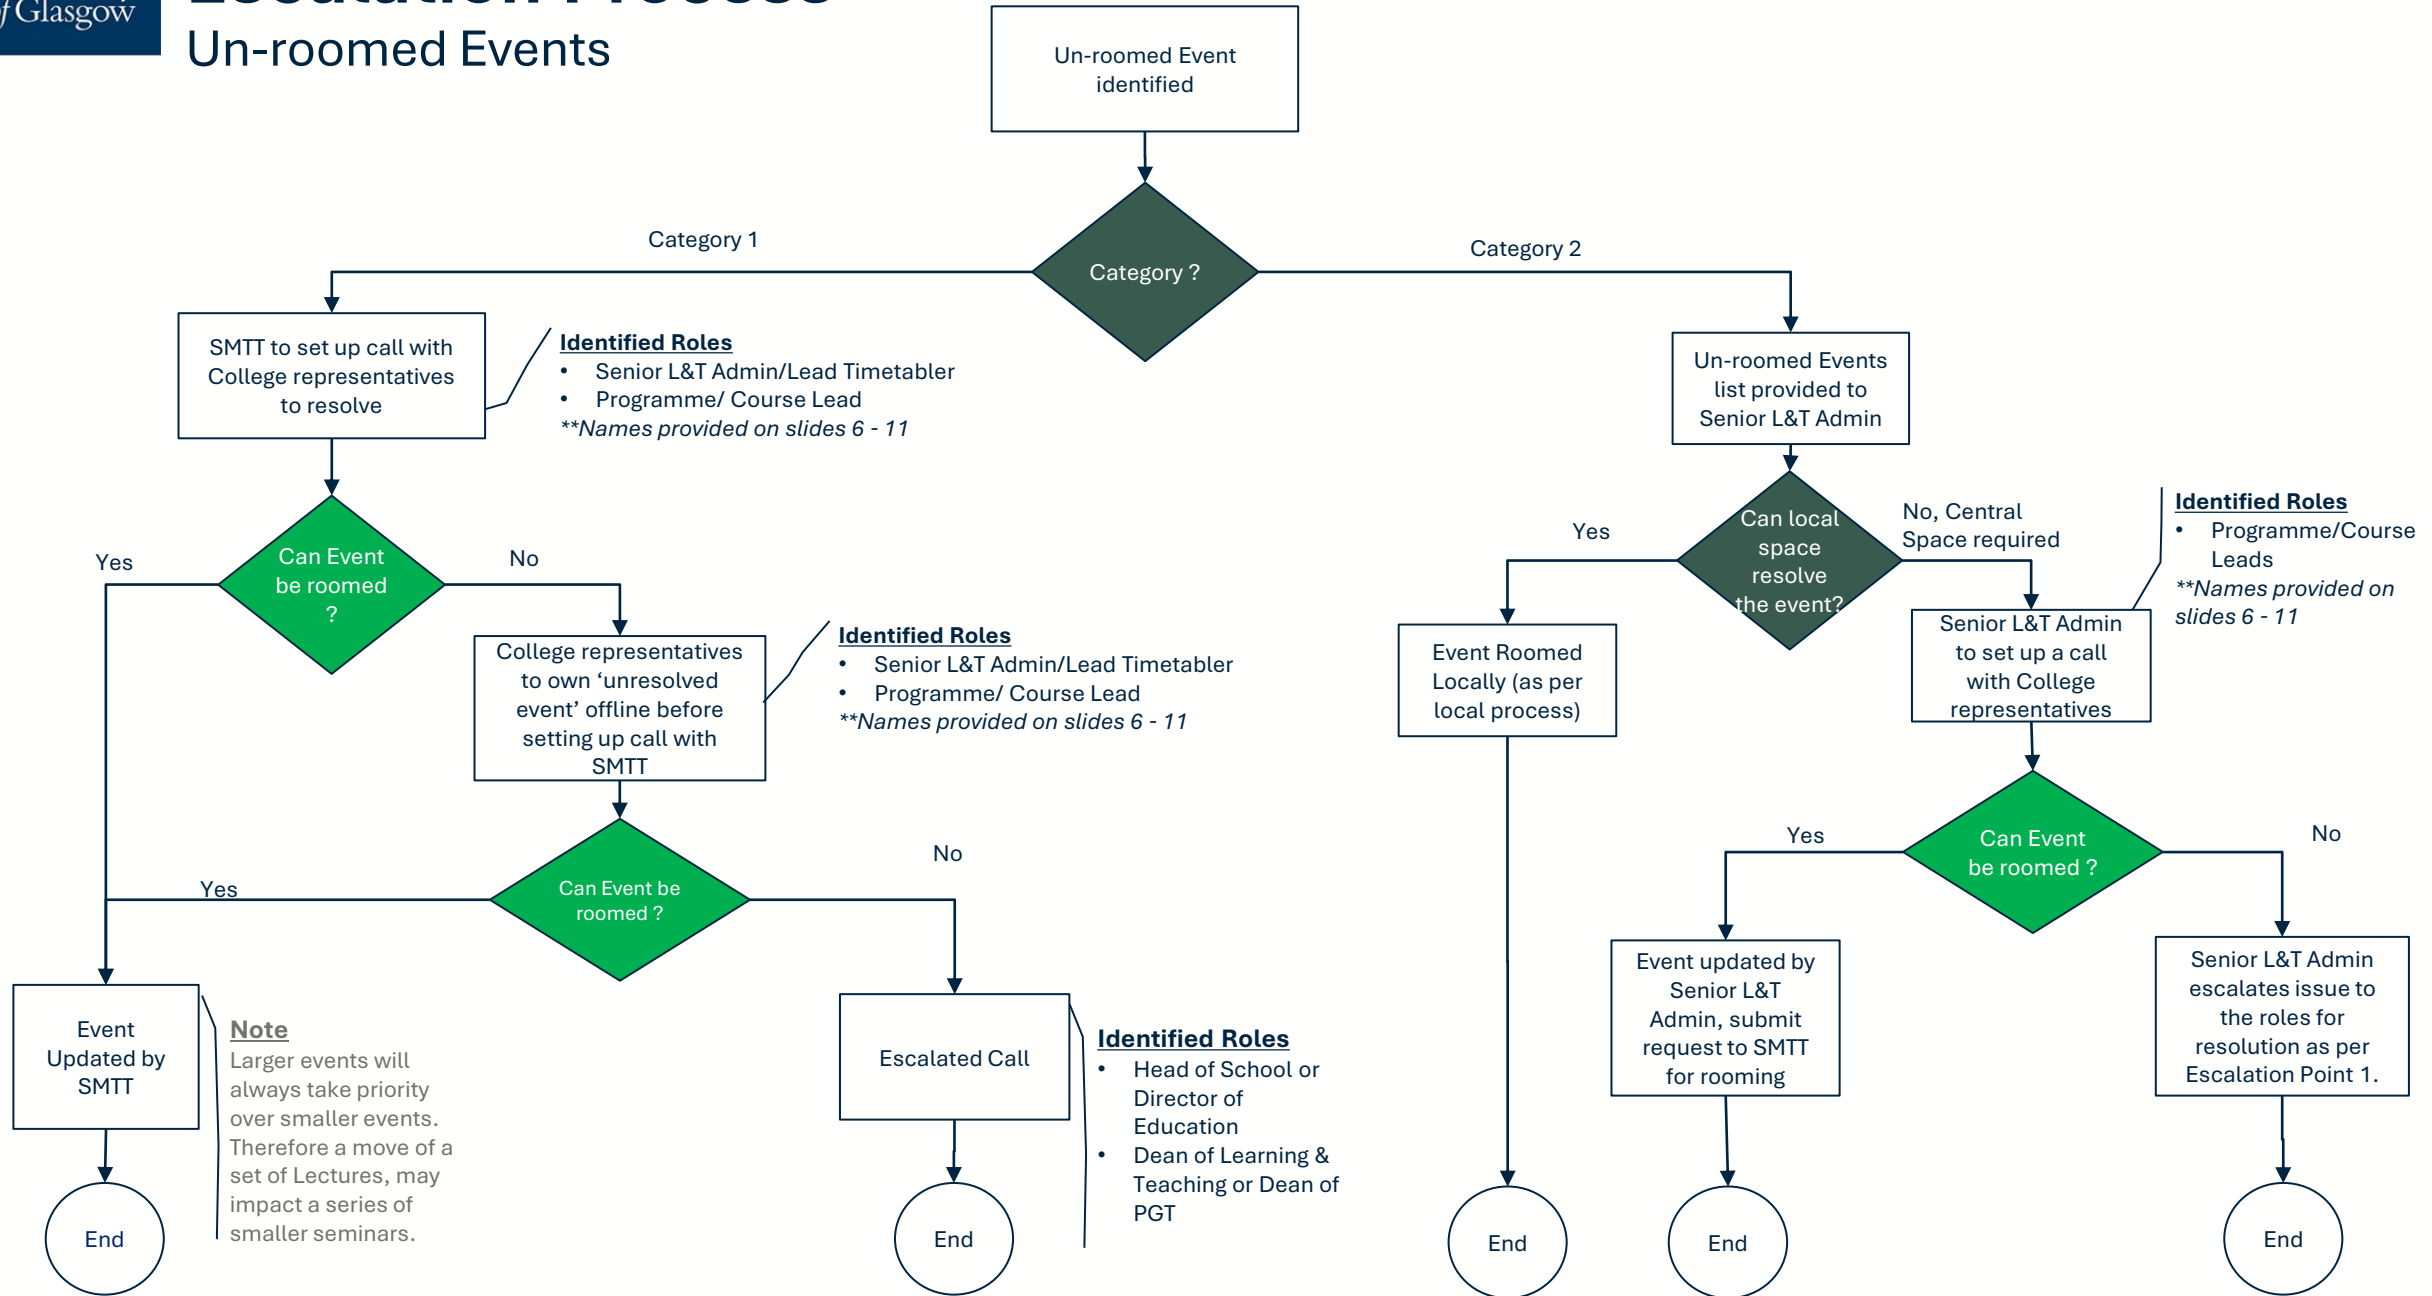 of Glasgow
Escalation Process
Un-roomed Events
Un-roomed Event
identified
Category ?
Category 1
Category 2
SMTT to set up call with
College representatives
to resolve
Identified Roles
• Senior L&T Admin/Lead Timetabler
• Programme/ Course Lead
**Names provided on slides 6 - 11
Can Event
be roomed
?
Yes
No
College representatives
to own ‘unresolved
event’ offline before
setting up call with
SMTT
Identified Roles
• Senior L&T Admin/Lead Timetabler
• Programme/ Course Lead
**Names provided on slides 6 - 11
Can Event be
roomed ?
Yes
No
Event
Updated by
SMTT
Note
Larger events will
always take priority
over smaller events.
Therefore a move of a
set of Lectures, may
impact a series of
smaller seminars.
End
Escalated Call
Identified Roles
• Head of School or
Director of
Education
• Dean of Learning &
Teaching or Dean of
PGT
End
Un-roomed Events
list provided to
Senior L&T Admin
Can local
space
resolve
the event?
Yes
No, Central
Space required
Identified Roles
• Programme/Course
Leads
**Names provided on
slides 6 - 11
Event Roomed
Locally (as per
local process)
Senior L&T Admin
to set up a call
with College
representatives
Can Event
be roomed ?
Yes
No
Event updated by
Senior L&T
Admin, submit
request to SMTT
for rooming
Senior L&T Admin
escalates issue to
the roles for
resolution as per
Escalation Point 1.
End
End
End